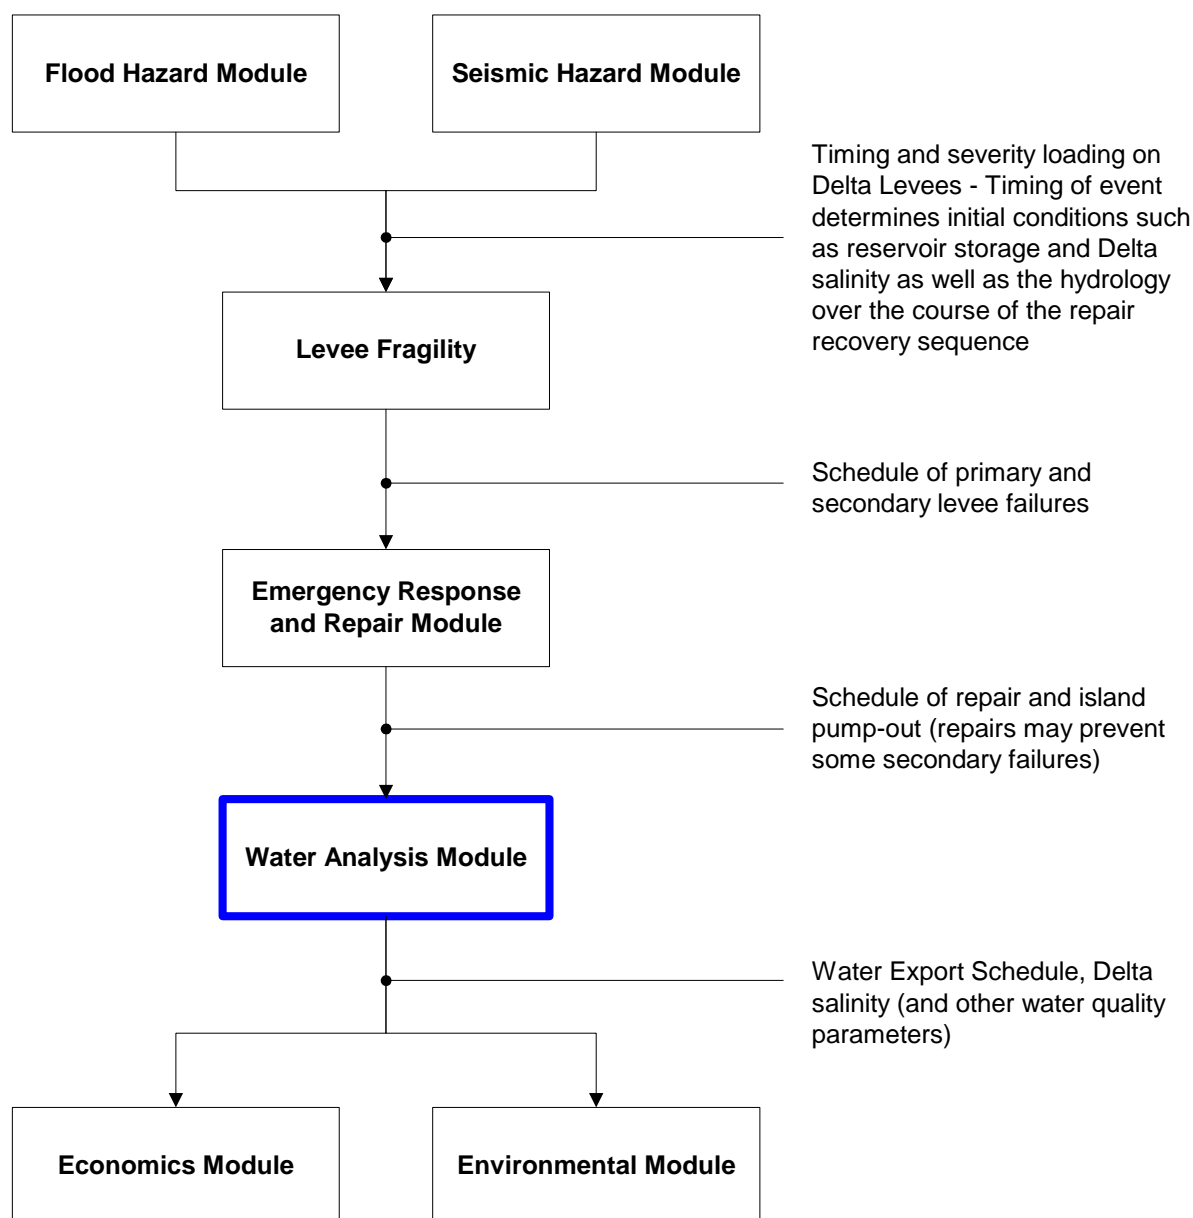 Flood Hazard Module
Seismic Hazard Module
Timing and severity loading on
Delta Levees - Timing of event
determines initial conditions such
as reservoir storage and Delta
salinity as well as the hydrology
over the course of the repair
recovery sequence
Levee Fragility
Schedule of primary and
secondary levee failures
Emergency Response
and Repair Module
Schedule of repair and island
pump-out (repairs may prevent
some secondary failures)
Water Analysis Module
Water Export Schedule, Delta
salinity (and other water quality
parameters)
Economics Module
Environmental Module